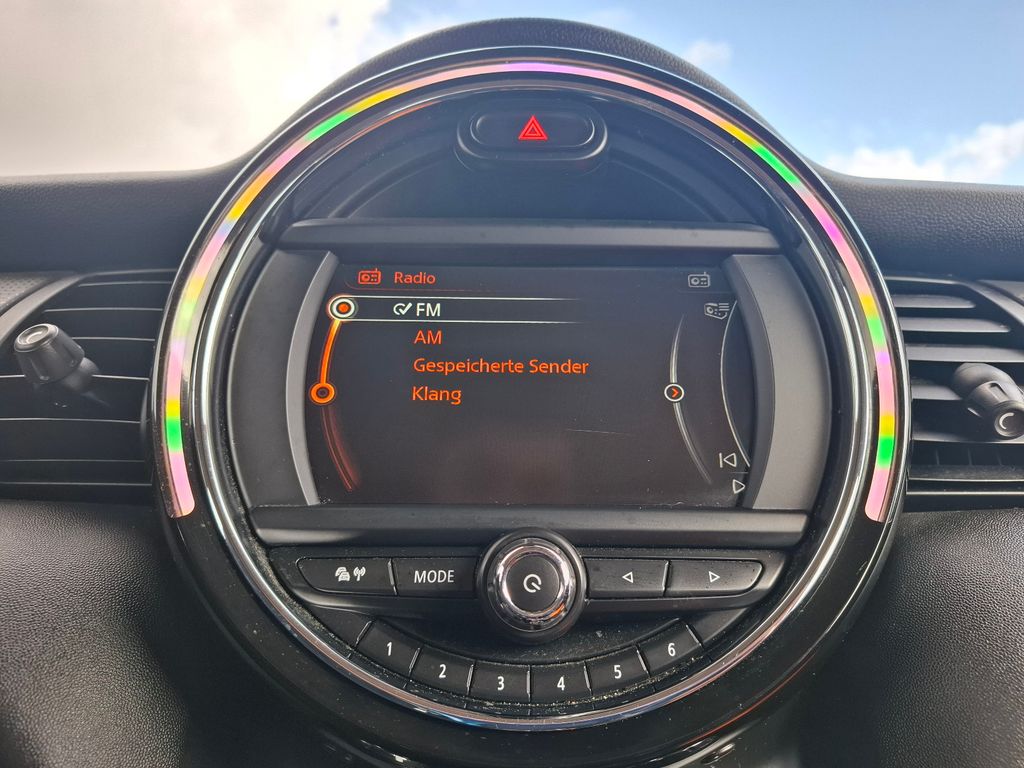 Radio
FM
AM
Gespeicherte Sender
Klang
MODE
1 2 3 4 5 6